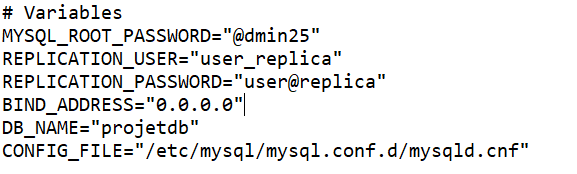 # Variables
MYSQL_ROOT_PASSWORD="@dmin25"
REPLICATION_USER="user_replica"
REPLICATION_PASSWORD="user@replica"
BIND_ADDRESS="0.0.0.0"
DB_NAME="projetdb"
CONFIG_FILE="/etc/mysql/mysql.conf.d/mysqld.cnf"